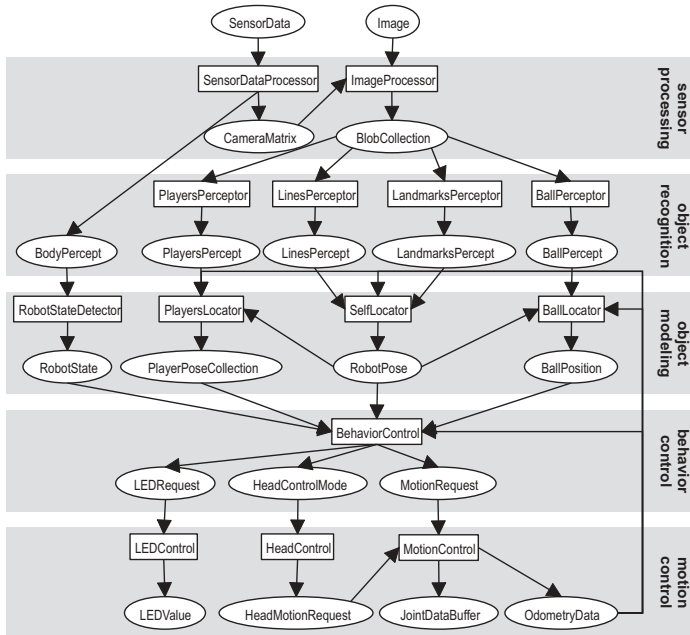 SensorData
Image
SensorDataProcessor
ImageProcessor
CameraMatrix
BlobCollection
sensor
processing
PlayersPerceptor
LinesPerceptor
LandmarksPerceptor
BallPerceptor
BodyPercept
PlayersPercept
LinesPercept
LandmarksPercept
BallPercept
object
recognition
RobotStateDetector
PlayersLocator
SelfLocator
BallLocator
RobotState
PlayerPoseCollection
RobotPose
BallPosition
object
modeling
BehaviorControl
LEDRequest
HeadControlMode
MotionRequest
behavior
control
LEDControl
HeadControl
MotionControl
LEDValue
HeadMotionRequest
JointDataBuffer
OdometryData
motion
control